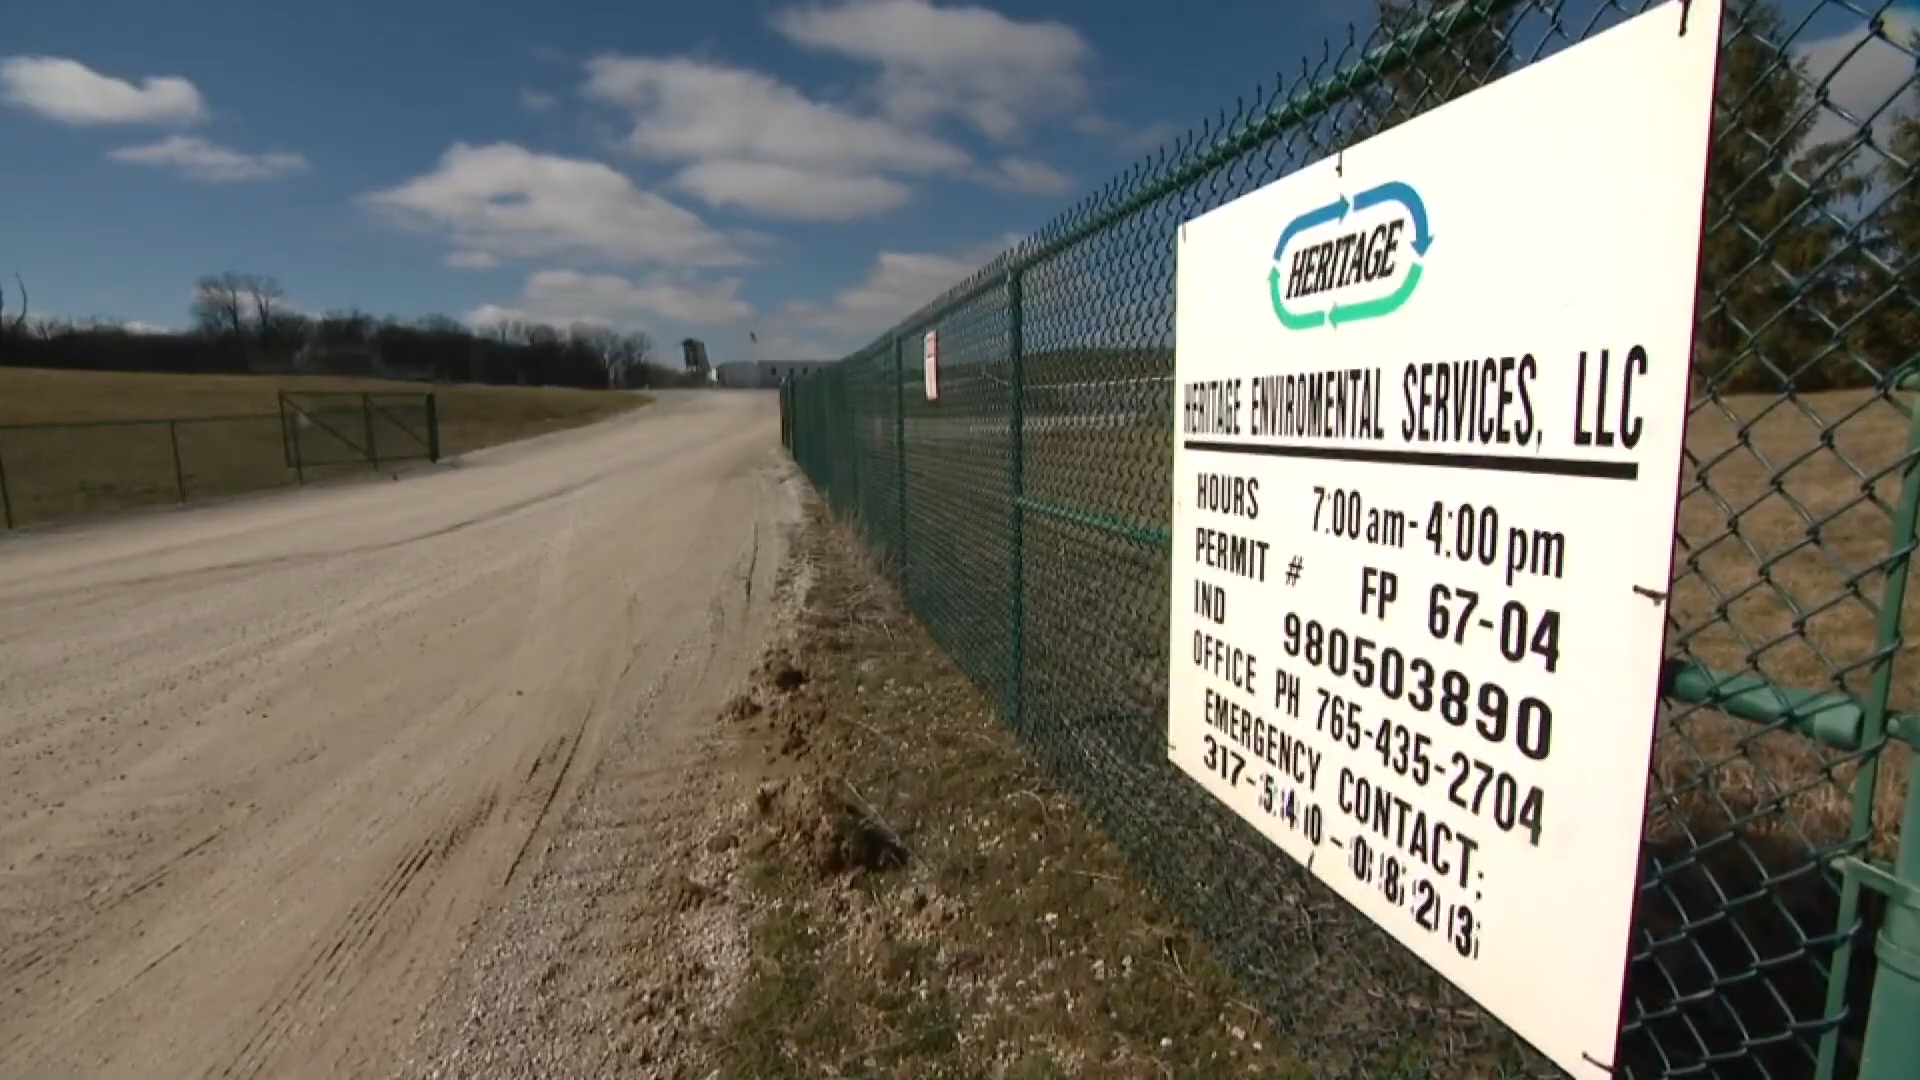 HERITAGE
HERITAGE ENVIROMENTAL SERVICES, LLC
HOURS 7:00 am - 4:00 pm
PERMIT # FP 67-04
IND 980503890
OFFICE PH 765-435-2704
EMERGENCY CONTACT:
317-540-0823